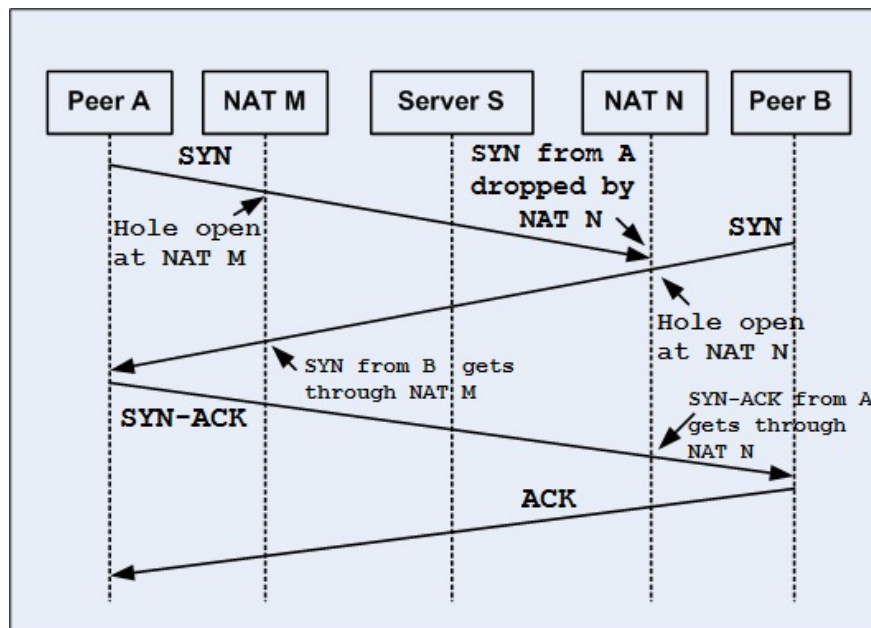 Peer A
NAT M
Server S
NAT N
Peer B
SYN
SYN from A
dropped by
NAT N
SYN
Hole open
at NAT M
Hole open
at NAT N
SYN from B gets
through NAT M
SYN-ACK
SYN-ACK from A
gets through
NAT N
ACK